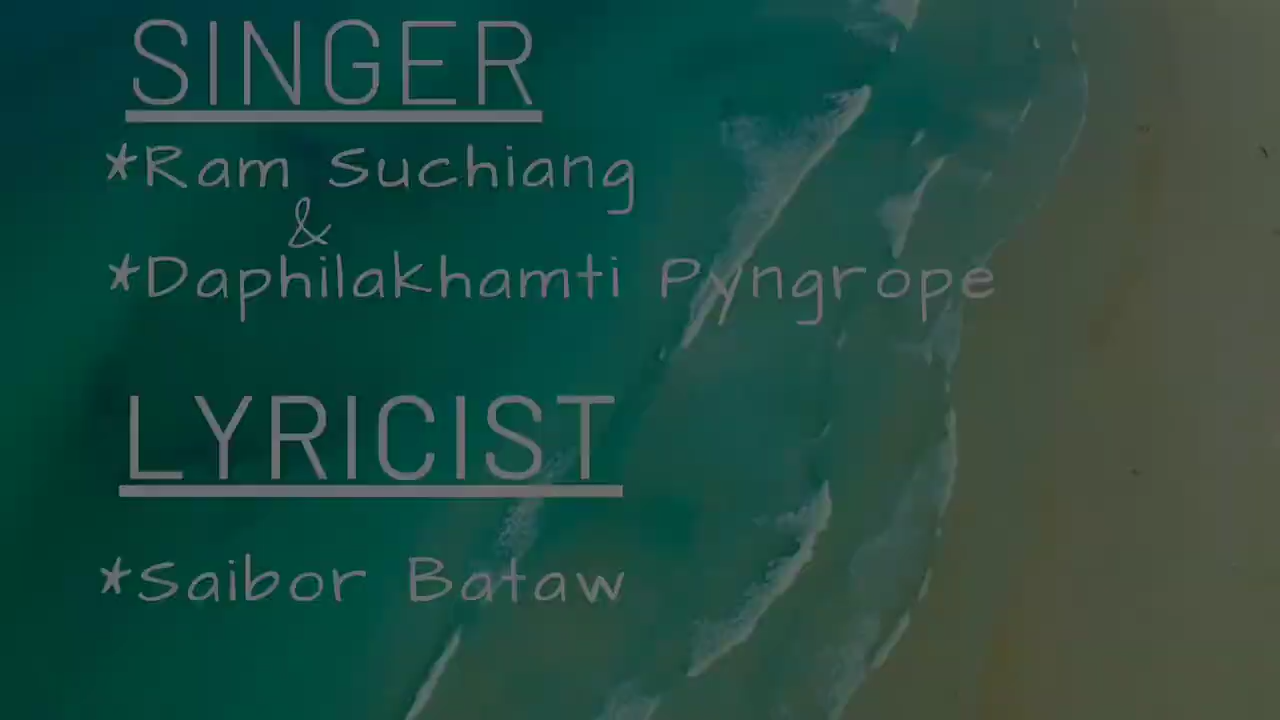 SINGER
*Ram Suchiang
&
*Daphilakhamti Pyngrope
LYRICIST
*Saibor Bataw